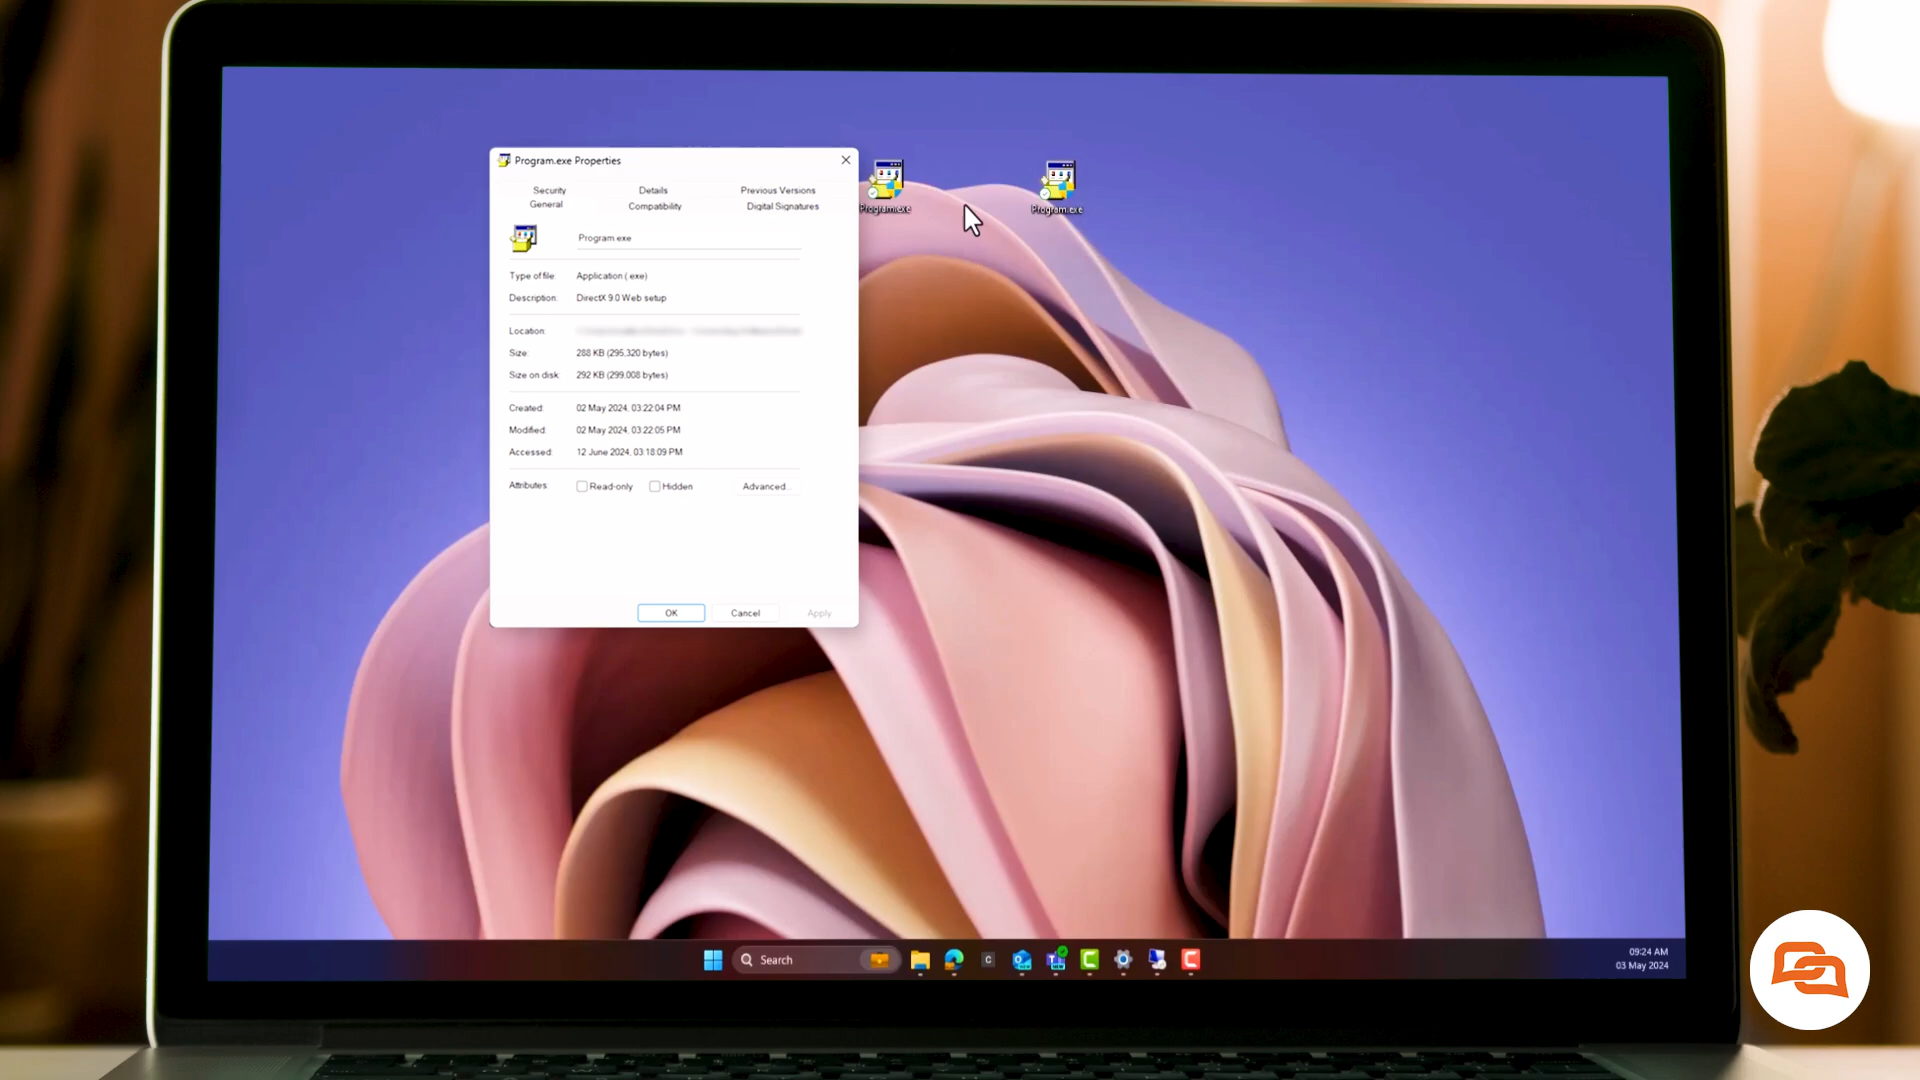 Program.exe Properties
Security Details Previous Versions
General Compatibility Digital Signatures
Program.exe
Type of file: Application (.exe)
Description: DirectX 9.0 Web setup
Location:
Size: 288 KB (295,320 bytes)
Size on disk: 292 KB (299,008 bytes)
Created: 02 May 2024, 03:22:04 PM
Modified: 02 May 2024, 03:22:05 PM
Accessed: 12 June 2024, 03:18:09 PM
Attributes: Read-only Hidden Advanced...
OK Cancel Apply
Program.exe
Program.exe
Search
C
09:24 AM
03 May 2024